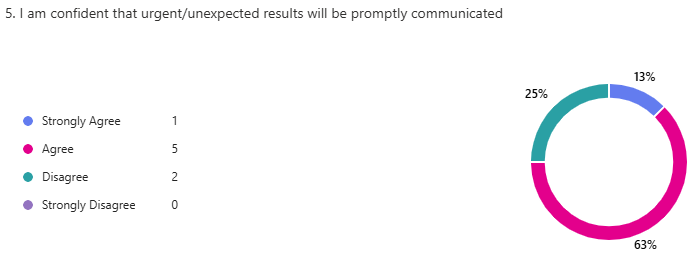 5. I am confident that urgent/unexpected results will be promptly communicated
13%
25%
Strongly Agree 1
Agree 5
Disagree 2
Strongly Disagree 0
63%